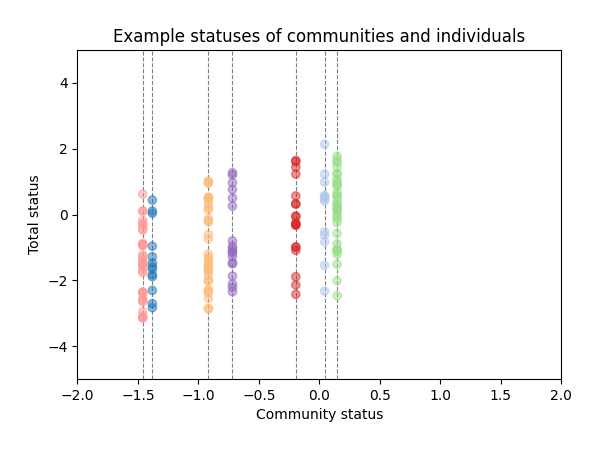 Example statuses of communities and individuals
4
2
0
−2
−4
Total status
−2.0 −1.5 −1.0 −0.5 0.0 0.5 1.0 1.5 2.0
Community status